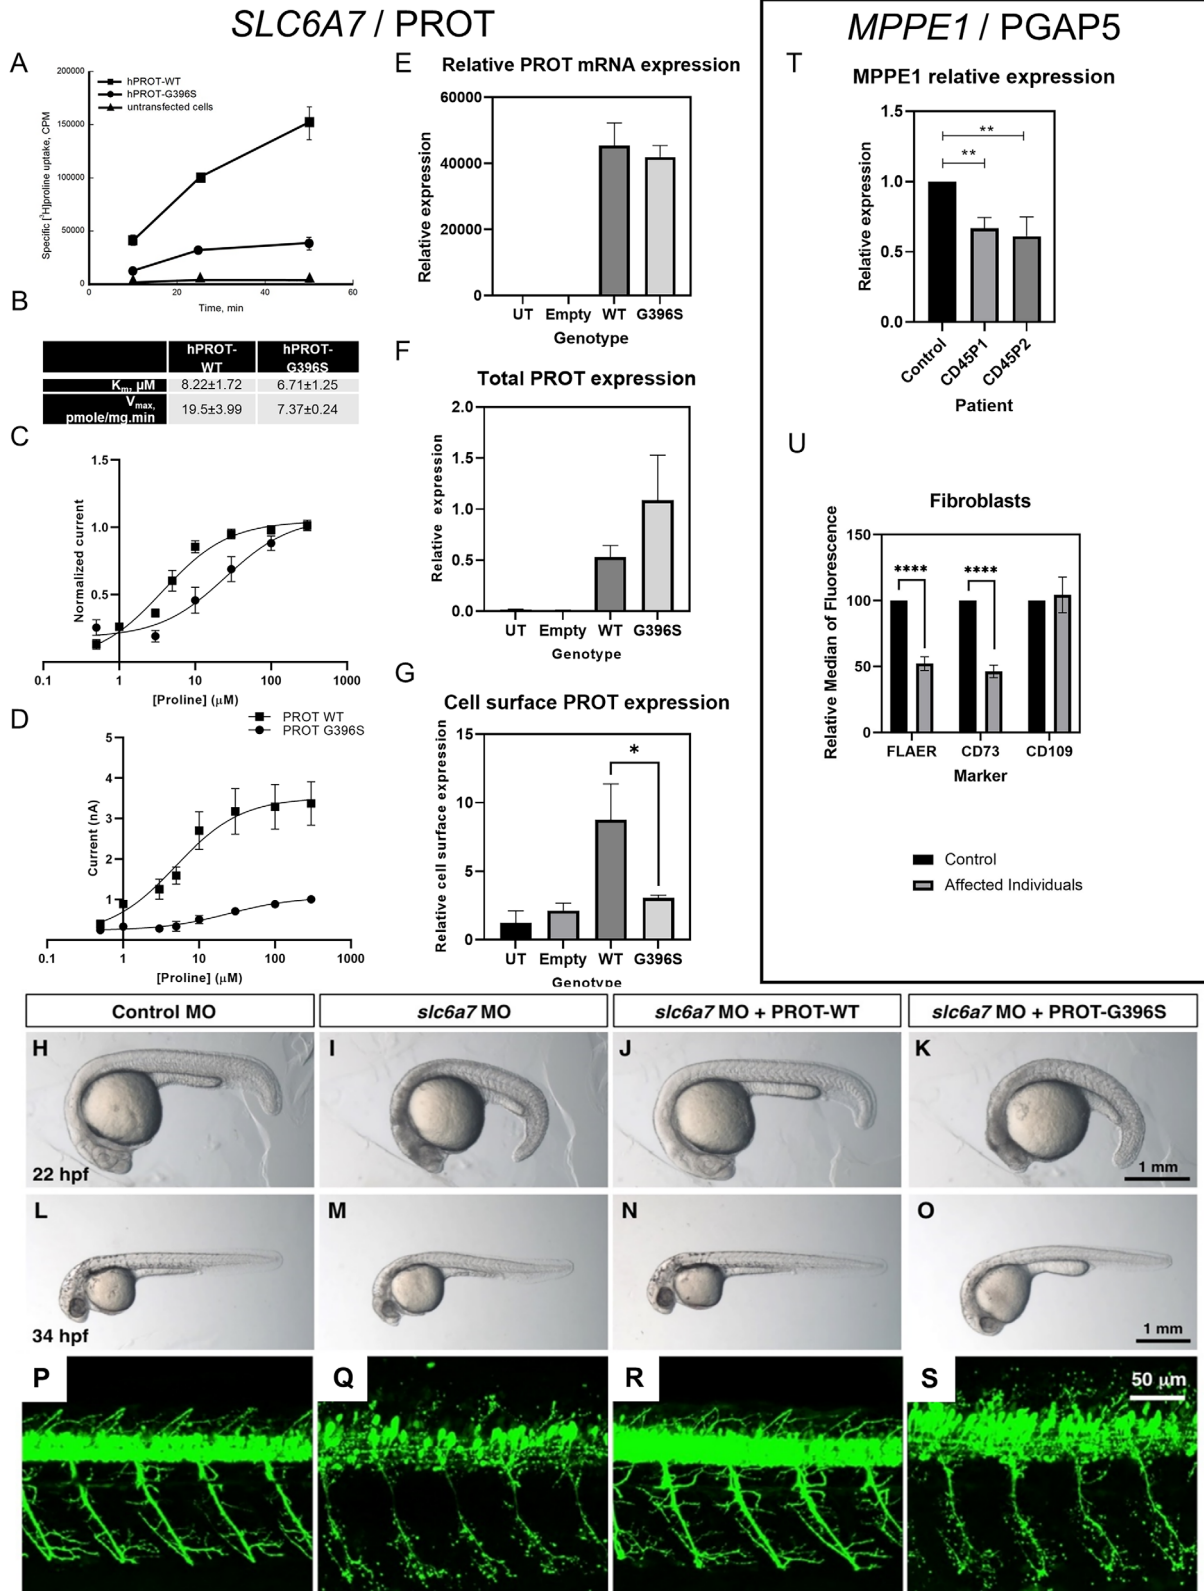 SLC6A7 / PROT
A
200000
150000
100000
50000
0
0 20 40 60
Specific [³H]proline uptake, CPM
Time, min
hPROT-WT
hPROT-G396S
untransfected cells
B
hPROT-
WT
hPROT-
G396S
Km, µM 8.22±1.72 6.71±1.25
Vmax,
pmole/mg.min 19.5±3.99 7.37±0.24
C
1.5
1.0
0.5
0.1 1 10 100 1000
Normalized current
[Proline] (µM)
D
PROT WT
PROT G396S
5
4
3
2
1
0.1 1 10 100 1000
Current (nA)
[Proline] (µM)
E
Relative PROT mRNA expression
60000
40000
20000
0
Relative expression
UT Empty WT G396S
Genotype
F
Total PROT expression
2.0
1.5
1.0
0.5
0.0
Relative expression
UT Empty WT G396S
Genotype
G
Cell surface PROT expression
15
10
5
0
*
Relative cell surface expression
UT Empty WT G396S
Genotype
MPPE1 / PGAP5
T
MPPE1 relative expression
1.5
1.0
0.5
0.0
**
**
Relative expression
Control CD45P1 CD45P2
Patient
U
Fibroblasts
150
100
50
0
**** ****
Relative Median of Fluorescence
FLAER CD73 CD109
Marker
Control
Affected Individuals
Control MO
slc6a7 MO
slc6a7 MO + PROT-WT
slc6a7 MO + PROT-G396S
H I J K
22 hpf
1 mm
L M N O
34 hpf
1 mm
P Q R S
50 µm